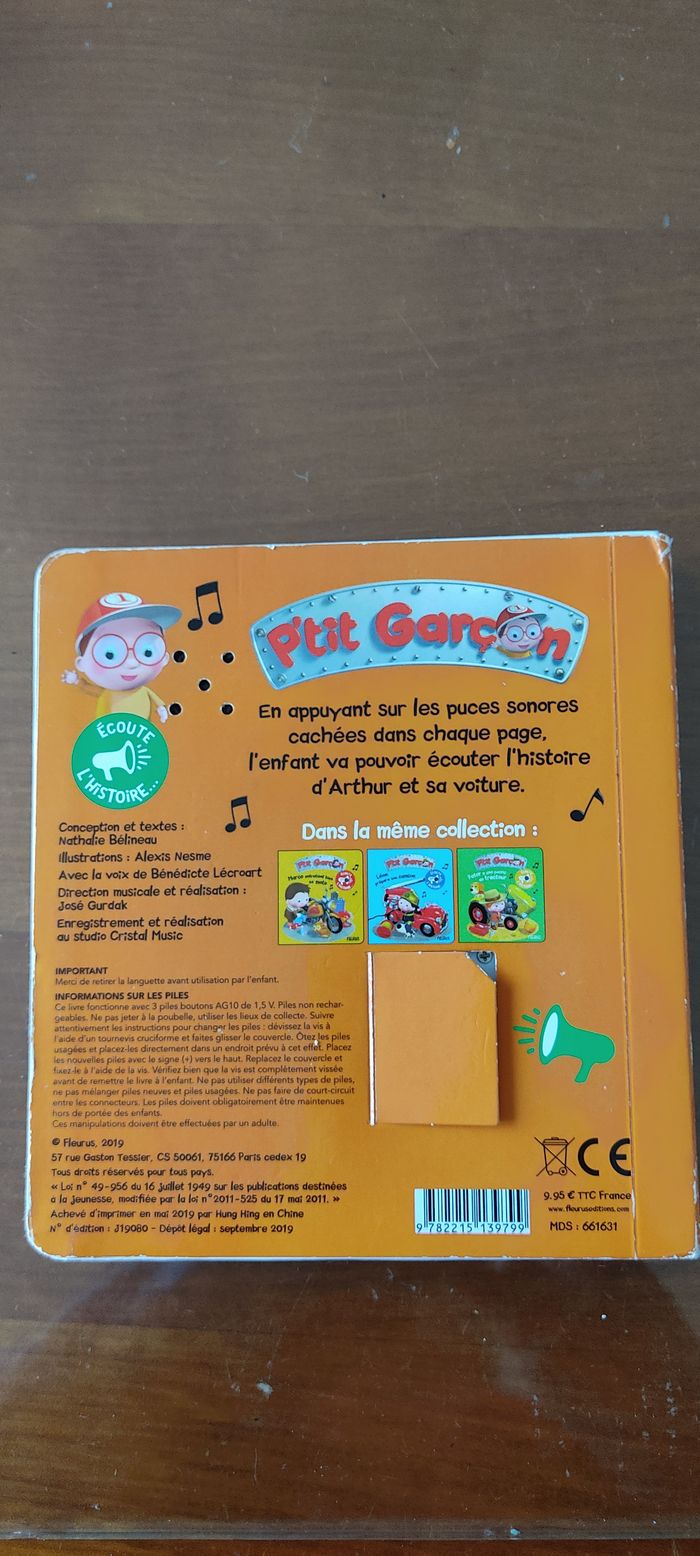 P'tit Garçon
En appuyant sur les puces sonores
cachées dans chaque page,
l'enfant va pouvoir écouter l'histoire
d'Arthur et sa voiture.
ÉCOUTE
L'HISTOIRE...
Conception et textes :
Nathalie Bélineau
Illustrations : Alexis Nesme
Avec la voix de Bénédicte Lécroart
Direction musicale et réalisation :
José Gurdak
Enregistrement et réalisation
au studio Cristal Music
Dans la même collection :
P'tit Garçon
P'tit Garçon
P'tit Garçon
IMPORTANT
Merci de retirer la languette avant utilisation par l'enfant.
INFORMATIONS SUR LES PILES
Ce livre fonctionne avec 3 piles boutons AG10 de 1,5 V. Piles non rechar-
geables. Ne pas jeter à la poubelle, utiliser les lieux de collecte. Suivre
attentivement les instructions pour changer les piles : dévissez la vis à
l'aide d'un tournevis cruciforme et faites glisser le couvercle. Ôtez les piles
usagées et placez-les directement dans un endroit prévu à cet effet. Placez
les nouvelles piles avec le signe (+) vers le haut. Replacez le couvercle et
fixez-le à l'aide de la vis. Vérifiez bien que la vis est complètement vissée
avant de remettre le livre à l'enfant. Ne pas utiliser différents types de piles,
ne pas mélanger piles neuves et piles usagées. Ne pas faire de court-circuit
entre les connecteurs. Les piles doivent obligatoirement être maintenues
hors de portée des enfants.
Ces manipulations doivent être effectuées par un adulte.
© Fleurus, 2019
57 rue Gaston Tessier, CS 50061, 75166 Paris cedex 19
Tous droits réservés pour tous pays.
« Loi n° 49-956 du 16 juillet 1949 sur les publications destinées
à la jeunesse, modifiée par la loi n°2011-525 du 17 mai 2011. »
Achevé d'imprimer en mai 2019 par Hung Hing en Chine
N° d'édition : J19080 - Dépôt légal : septembre 2019
9 782215 139799
CE
9.95 € TTC France
www.fleuruseditions.com
MDS : 661631